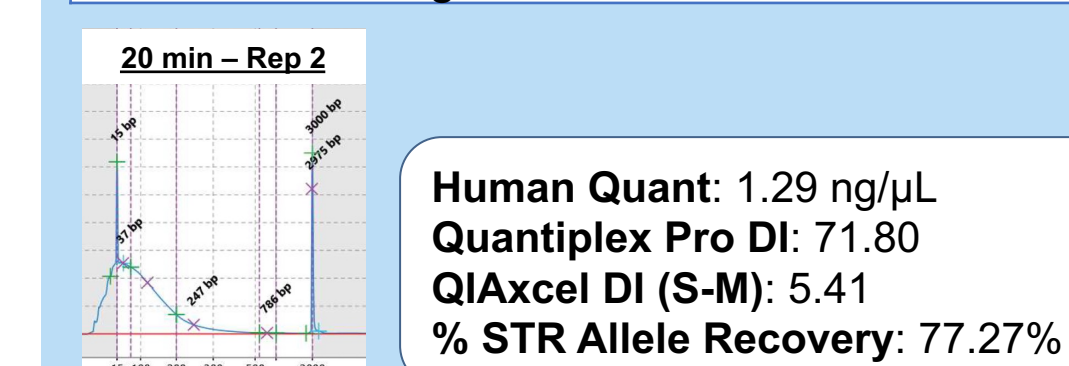 20 min – Rep 2
15 bp
3000 bp
2975 bp
37 bp
247 bp
786 bp
Human Quant: 1.29 ng/µL
Quantiplex Pro DI: 71.80
QIAxcel DI (S-M): 5.41
% STR Allele Recovery: 77.27%